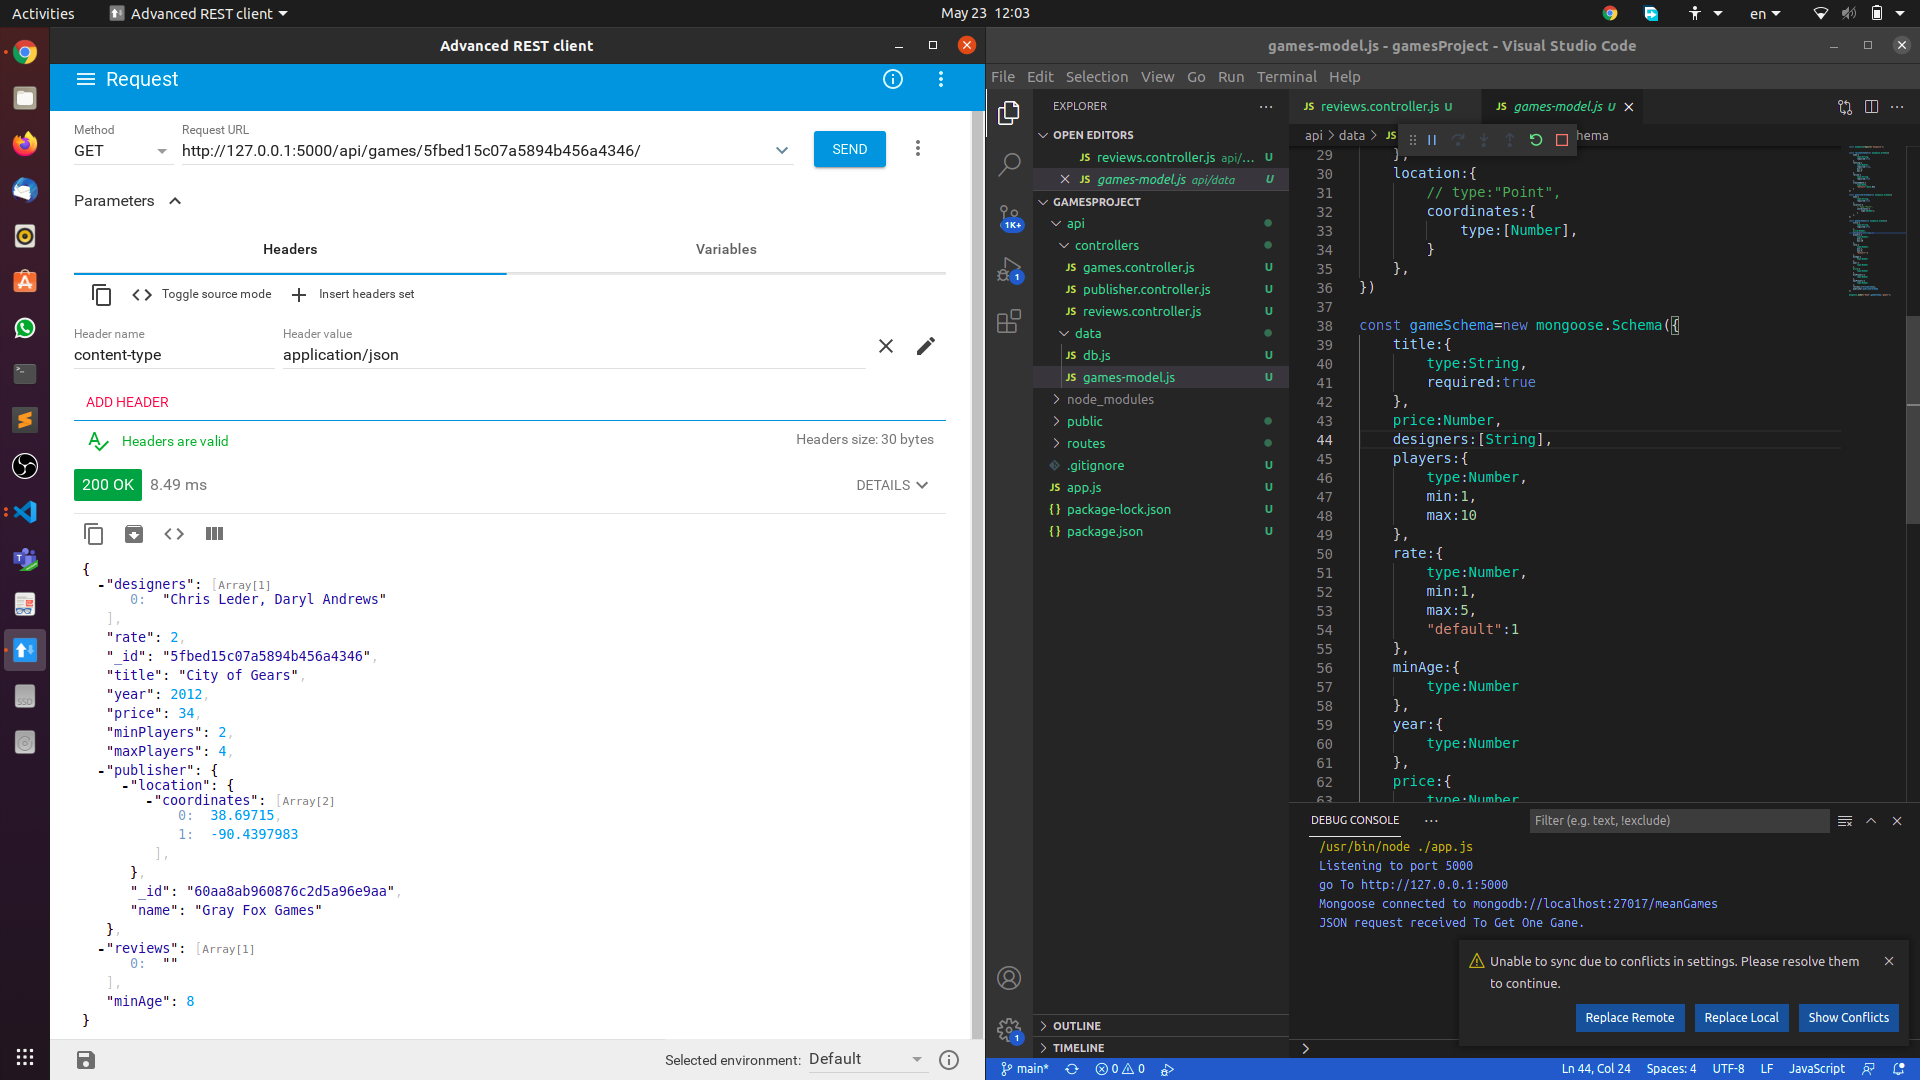 Activities
Advanced REST client
May 23 12:03
en
Advanced REST client
Request
Method
GET
Request URL
http://127.0.0.1:5000/api/games/5fbed15c07a5894b456a4346/
SEND
Parameters
Headers
Variables
Toggle source mode
Insert headers set
Header name
content-type
Header value
application/json
ADD HEADER
Headers are valid
Headers size: 30 bytes
200 OK
8.49 ms
DETAILS
{
-"designers": [Array[1]
0: "Chris Leder, Daryl Andrews"
],
"rate": 2,
"_id": "5fbed15c07a5894b456a4346",
"title": "City of Gears",
"year": 2012,
"price": 34,
"minPlayers": 2,
"maxPlayers": 4,
-"publisher": {
-"location": {
-"coordinates": [Array[2]
0: 38.69715,
1: -90.4397983
],
},
"_id": "60aa8ab960876c2d5a96e9aa",
"name": "Gray Fox Games"
},
-"reviews": [Array[1]
0: ""
],
"minAge": 8
}
Selected environment:
Default
games-model.js - gamesProject - Visual Studio Code
File Edit Selection View Go Run Terminal Help
EXPLORER
OPEN EDITORS
reviews.controller.js api/... U
games-model.js api/data U
GAMESPROJECT
api
controllers
games.controller.js U
publisher.controller.js U
reviews.controller.js U
data
db.js U
games-model.js U
node_modules
public
routes
.gitignore U
app.js U
package-lock.json U
package.json U
OUTLINE
TIMELINE
1K+
1
1
reviews.controller.js U
games-model.js U
api > data > JS
hema
29 },
30 location:{
31 // type:"Point",
32 coordinates:{
33 type:[Number],
34 }
35 },
36 })
37
38 const gameSchema=new mongoose.Schema({
39 title:{
40 type:String,
41 required:true
42 },
43 price:Number,
44 designers:[String],
45 players:{
46 type:Number,
47 min:1,
48 max:10
49 },
50 rate:{
51 type:Number,
52 min:1,
53 max:5,
54 "default":1
55 },
56 minAge:{
57 type:Number
58 },
59 year:{
60 type:Number
61 },
62 price:{
63 type:Number
DEBUG CONSOLE
Filter (e.g. text, !exclude)
/usr/bin/node ./app.js
Listening to port 5000
go To http://127.0.0.1:5000
Mongoose connected to mongodb://localhost:27017/meanGames
JSON request received To Get One Gane.
Unable to sync due to conflicts in settings. Please resolve them
to continue.
Replace Remote
Replace Local
Show Conflicts
main*
0 0
Ln 44, Col 24
Spaces: 4
UTF-8
LF
JavaScript